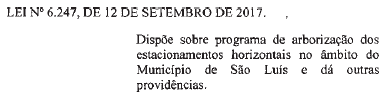 LEI Nº 6.247, DE 12 DE SETEMBRO DE 2017.
Dispõe sobre programa de arborização dos
estacionamentos horizontais no âmbito do
Município de São Luís e dá outras
providências.